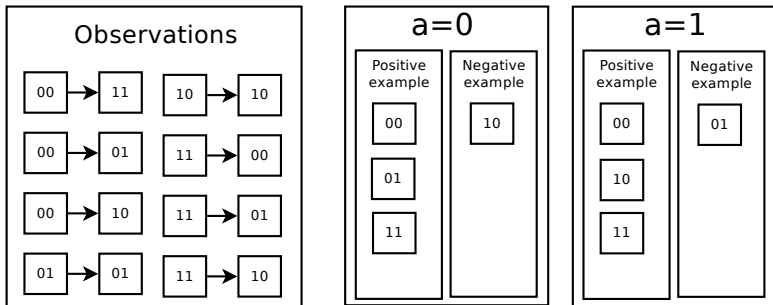 Observations
00 11 10 10
00 01 11 00
00 10 11 01
01 01 11 10
a=0
Positive example
00
01
11
Negative example
10
a=1
Positive example
00
10
11
Negative example
01